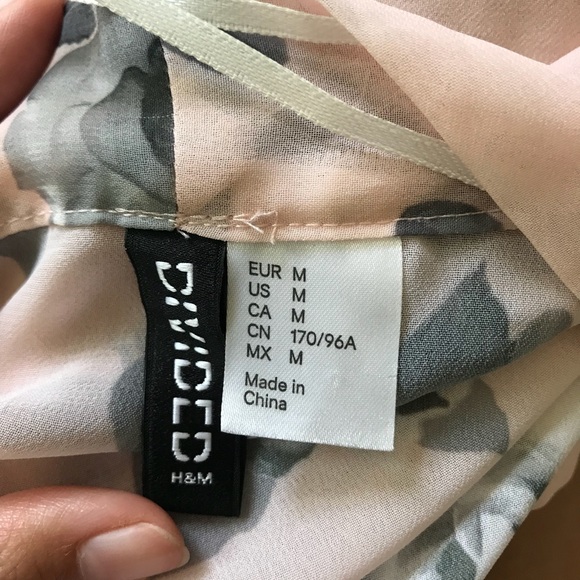 DIVIDED
H&M
EUR M
US M
CA M
CN 170/96A
MX M
Made in
China